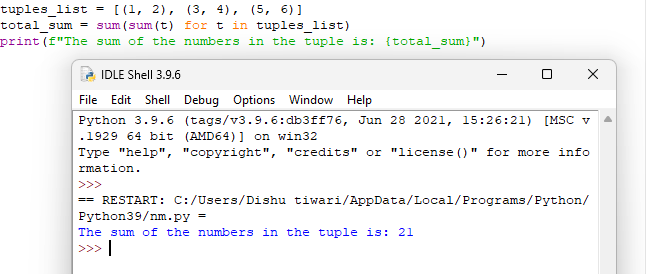 tuples_list = [(1, 2), (3, 4), (5, 6)]
total_sum = sum(sum(t) for t in tuples_list)
print(f"The sum of the numbers in the tuple is: {total_sum}")
IDLE Shell 3.9.6
File Edit Shell Debug Options Window Help
Python 3.9.6 (tags/v3.9.6:db3ff76, Jun 28 2021, 15:26:21) [MSC v
.1929 64 bit (AMD64)] on win32
Type "help", "copyright", "credits" or "license()" for more info
rmation.
>>>
== RESTART: C:/Users/Dishu tiwari/AppData/Local/Programs/Python/
Python39/nm.py =
The sum of the numbers in the tuple is: 21
>>>